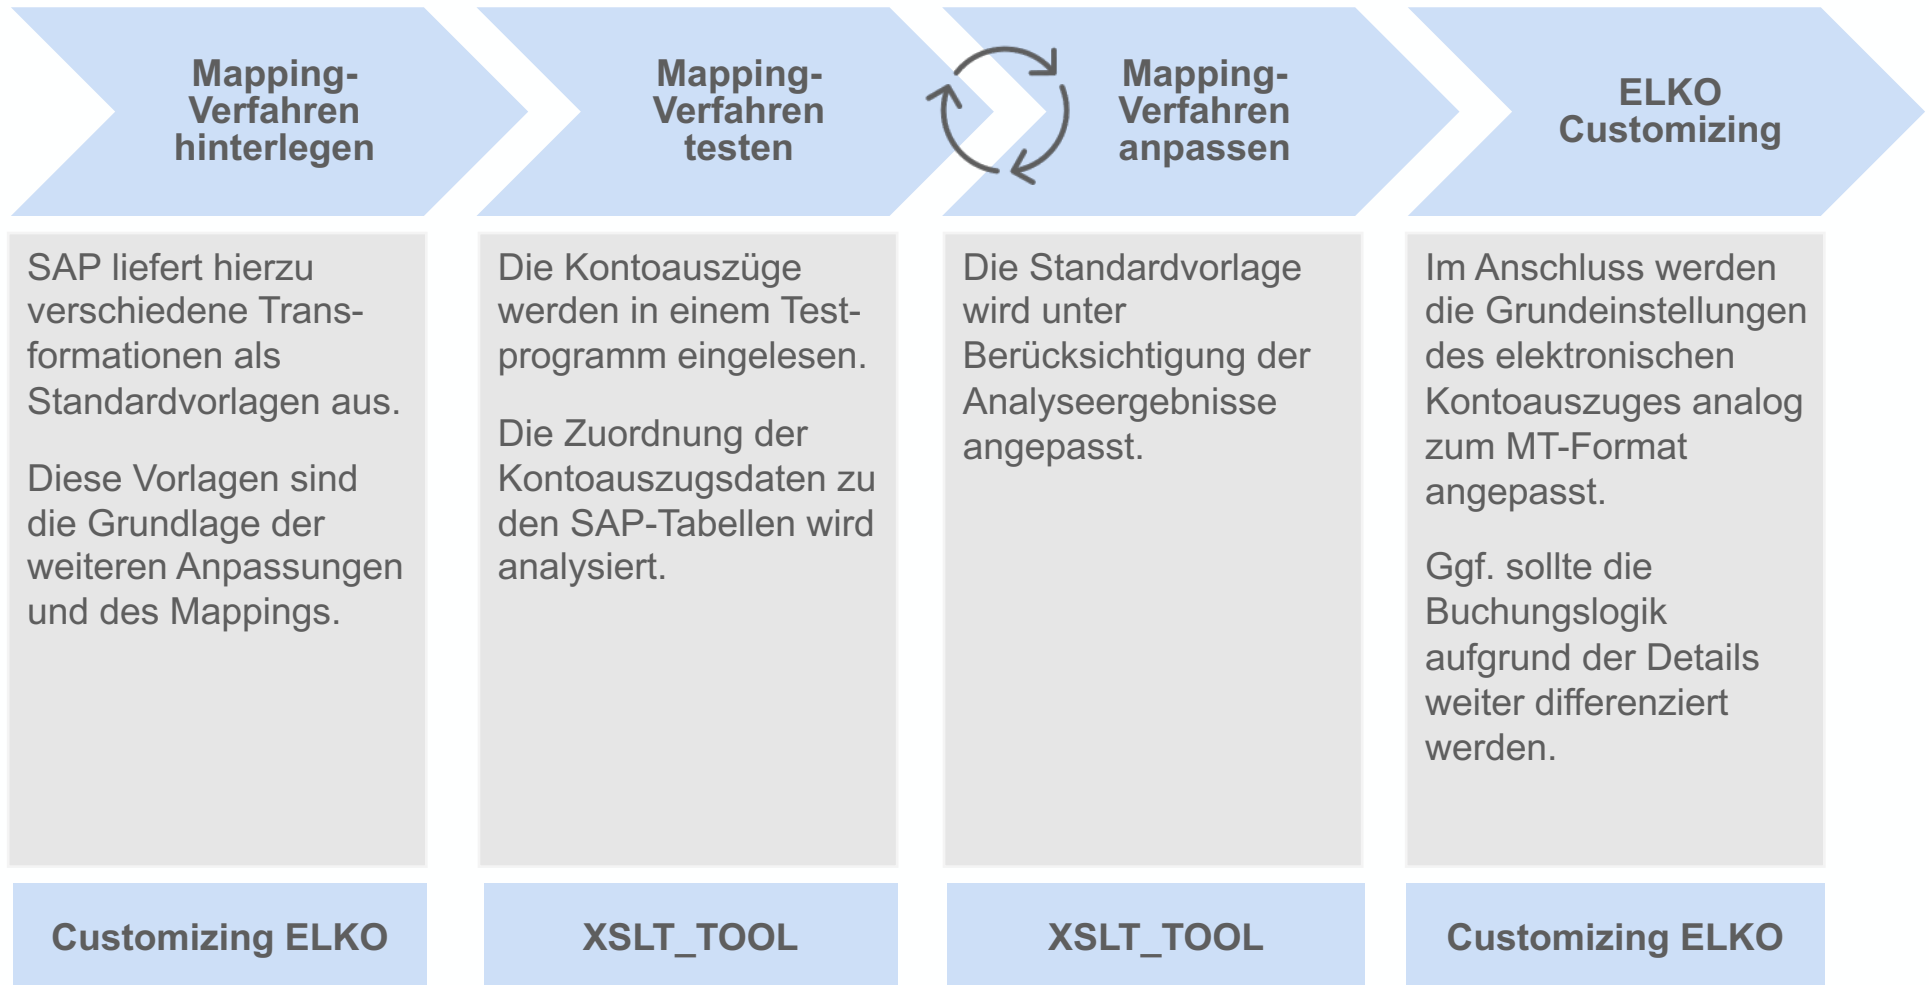 Mapping-
Verfahren
hinterlegen
Mapping-
Verfahren
testen
Mapping-
Verfahren
anpassen
ELKO
Customizing
SAP liefert hierzu
verschiedene Trans-
formationen als
Standardvorlagen aus.
Diese Vorlagen sind
die Grundlage der
weiteren Anpassungen
und des Mappings.
Die Kontoauszüge
werden in einem Test-
programm eingelesen.
Die Zuordnung der
Kontoauszugsdaten zu
den SAP-Tabellen wird
analysiert.
Die Standardvorlage
wird unter
Berücksichtigung der
Analyseergebnisse
angepasst.
Im Anschluss werden
die Grundeinstellungen
des elektronischen
Kontoauszuges analog
zum MT-Format
angepasst.
Ggf. sollte die
Buchungslogik
aufgrund der Details
weiter differenziert
werden.
Customizing ELKO
XSLT_TOOL
XSLT_TOOL
Customizing ELKO